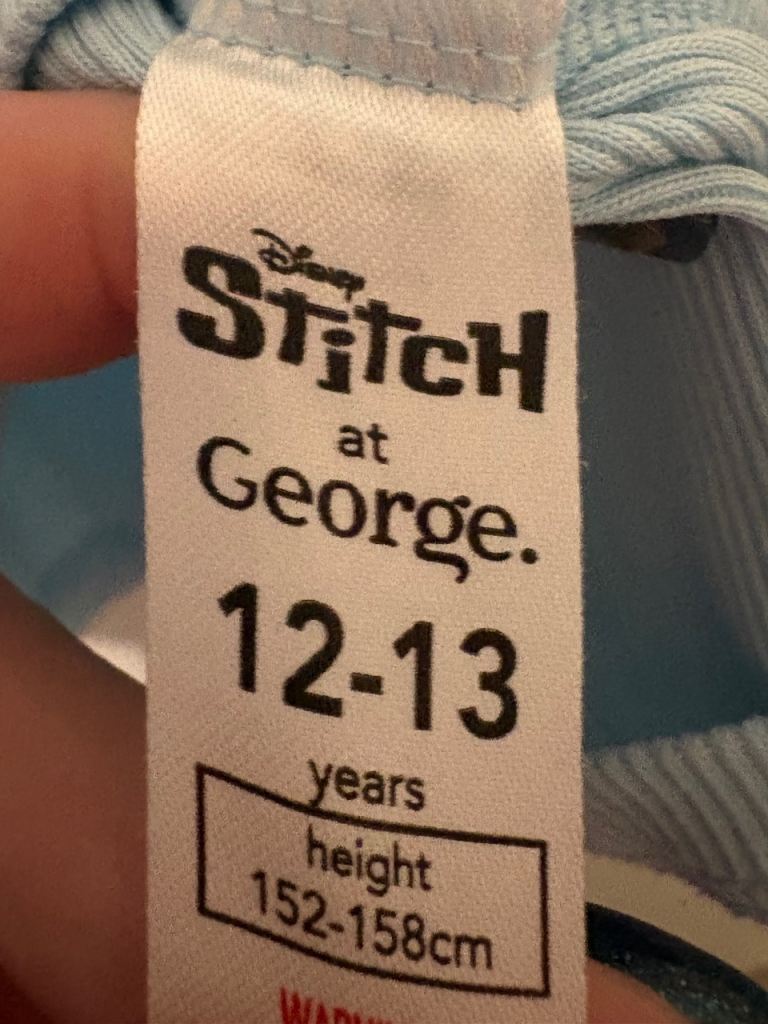 Disney
Stitch
at
George.
12-13
years
height
152-158cm